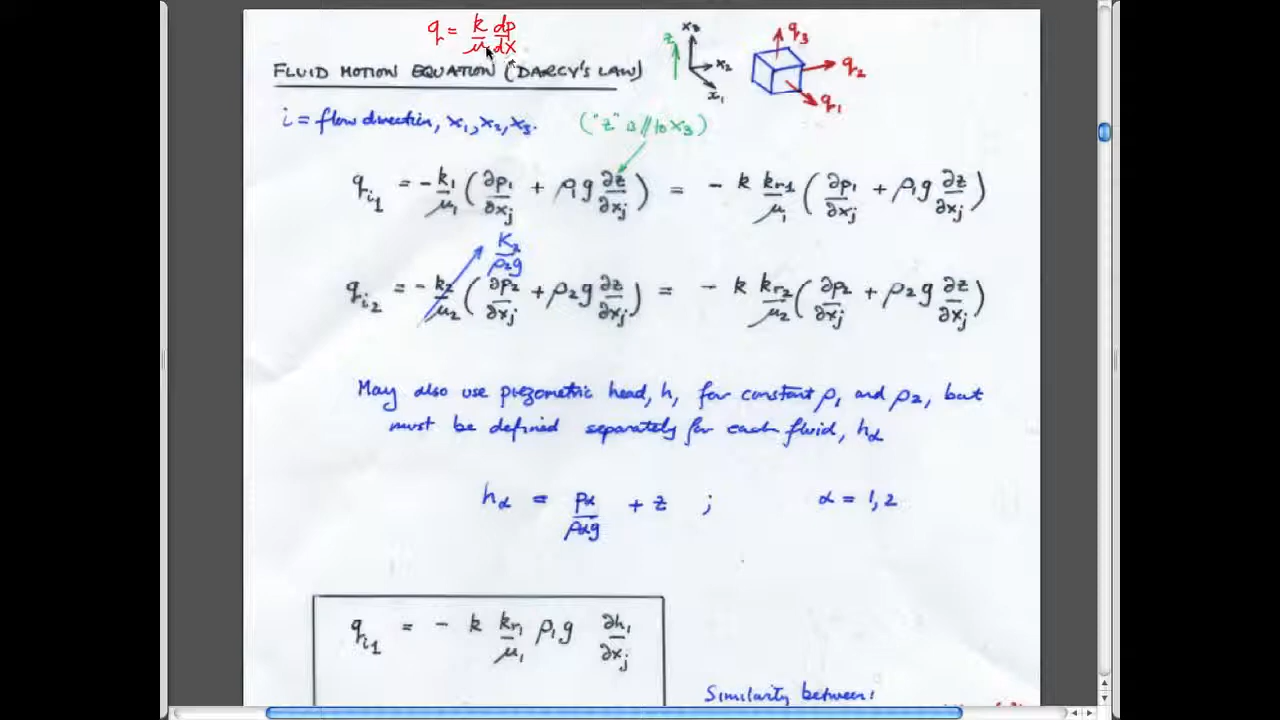 q = k/μ dp/dx
FLUID MOTION EQUATION (DARCY'S LAW)
z x3 x2 x1
q3 q2 q1
i = flow direction, x1, x2, x3. ("z" is // to x3)
qi1 = - k1/μ1 ( ∂p1/∂xj + ρ1 g ∂z/∂xj ) = - k kr1/μ1 ( ∂p1/∂xj + ρ1 g ∂z/∂xj )
K2/ρ2g
qi2 = - k2/μ2 ( ∂p2/∂xj + ρ2 g ∂z/∂xj ) = - k kr2/μ2 ( ∂p2/∂xj + ρ2 g ∂z/∂xj )
May also use piezometric head, h, for constant ρ1 and ρ2, but
must be defined separately for each fluid, hα
hα = pα/ραg + z ; α = 1, 2
qi1 = - k kr1/μ1 ρ1 g ∂h1/∂xj
Similarity between: